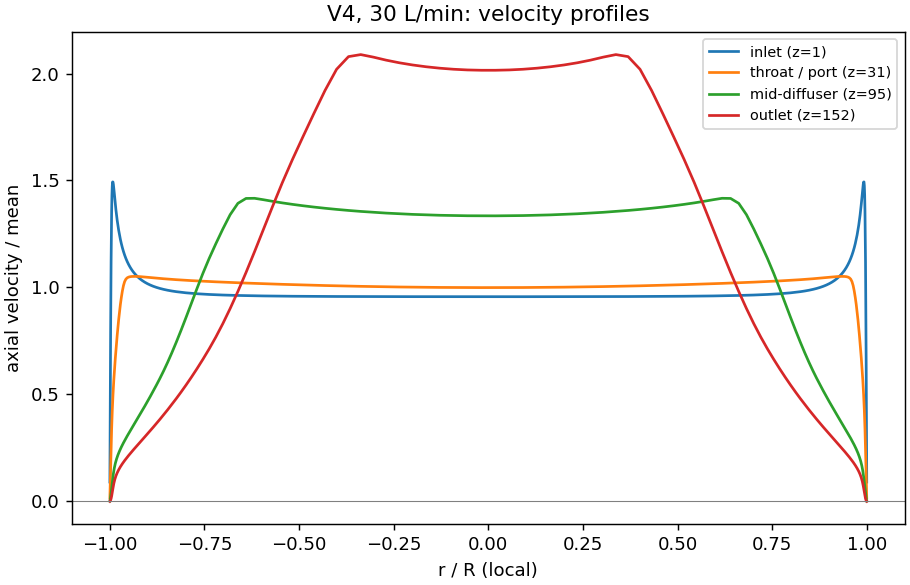 V4, 30 L/min: velocity profiles
inlet (z=1)
throat / port (z=31)
mid-diffuser (z=95)
outlet (z=152)
axial velocity / mean
2.0
1.5
1.0
0.5
0.0
−1.00 −0.75 −0.50 −0.25 0.00 0.25 0.50 0.75 1.00
r / R (local)